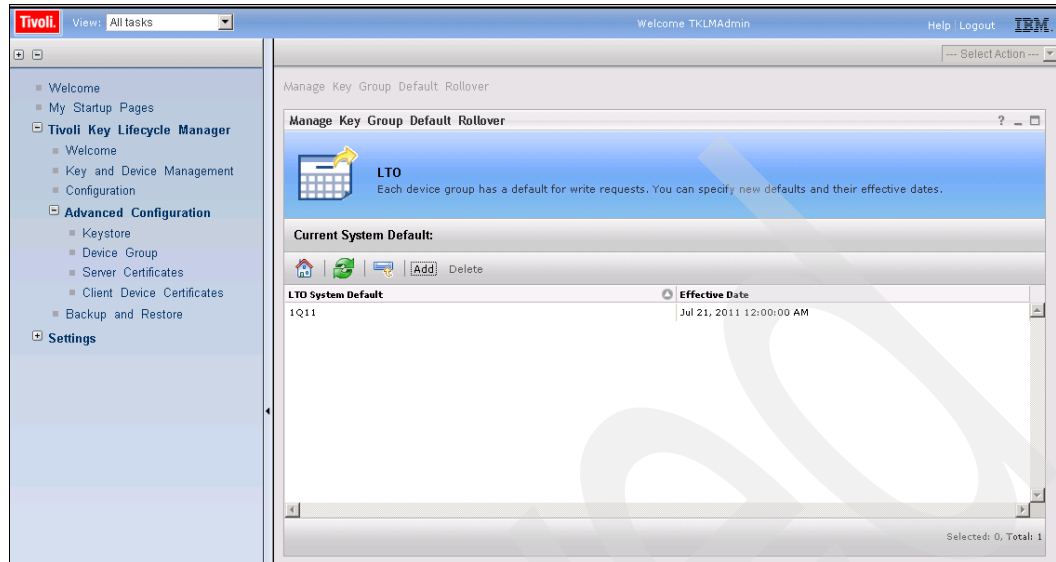 Tivoli. View: All tasks Welcome TKLMAdmin Help Logout IBM.
--- Select Action ---
Welcome
My Startup Pages
Tivoli Key Lifecycle Manager
Welcome
Key and Device Management
Configuration
Advanced Configuration
Keystore
Device Group
Server Certificates
Client Device Certificates
Backup and Restore
Settings
Manage Key Group Default Rollover
Manage Key Group Default Rollover ?
LTO
Each device group has a default for write requests. You can specify new defaults and their effective dates.
Current System Default:
Add Delete
LTO System Default Effective Date
1Q11 Jul 21, 2011 12:00:00 AM
Selected: 0, Total: 1